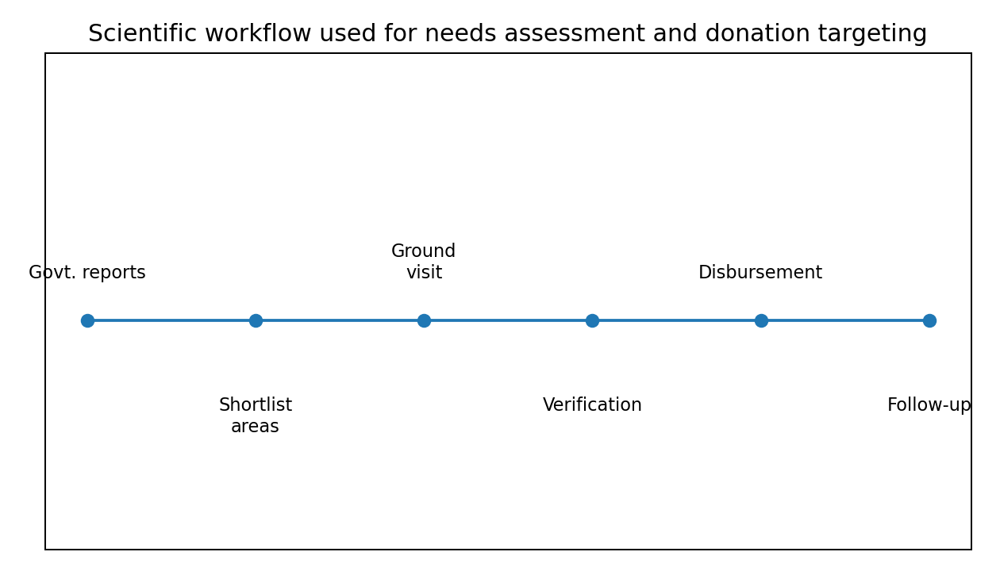 Scientific workflow used for needs assessment and donation targeting
Govt. reports
Shortlist
areas
Ground
visit
Verification
Disbursement
Follow-up